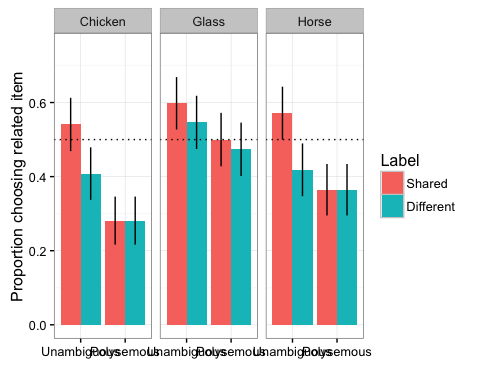 Chicken Glass Horse
Proportion choosing related item
0.6
0.4
0.2
0.0
Unambiguous Polysemous Unambiguous Polysemous Unambiguous Polysemous
Label
Shared
Different